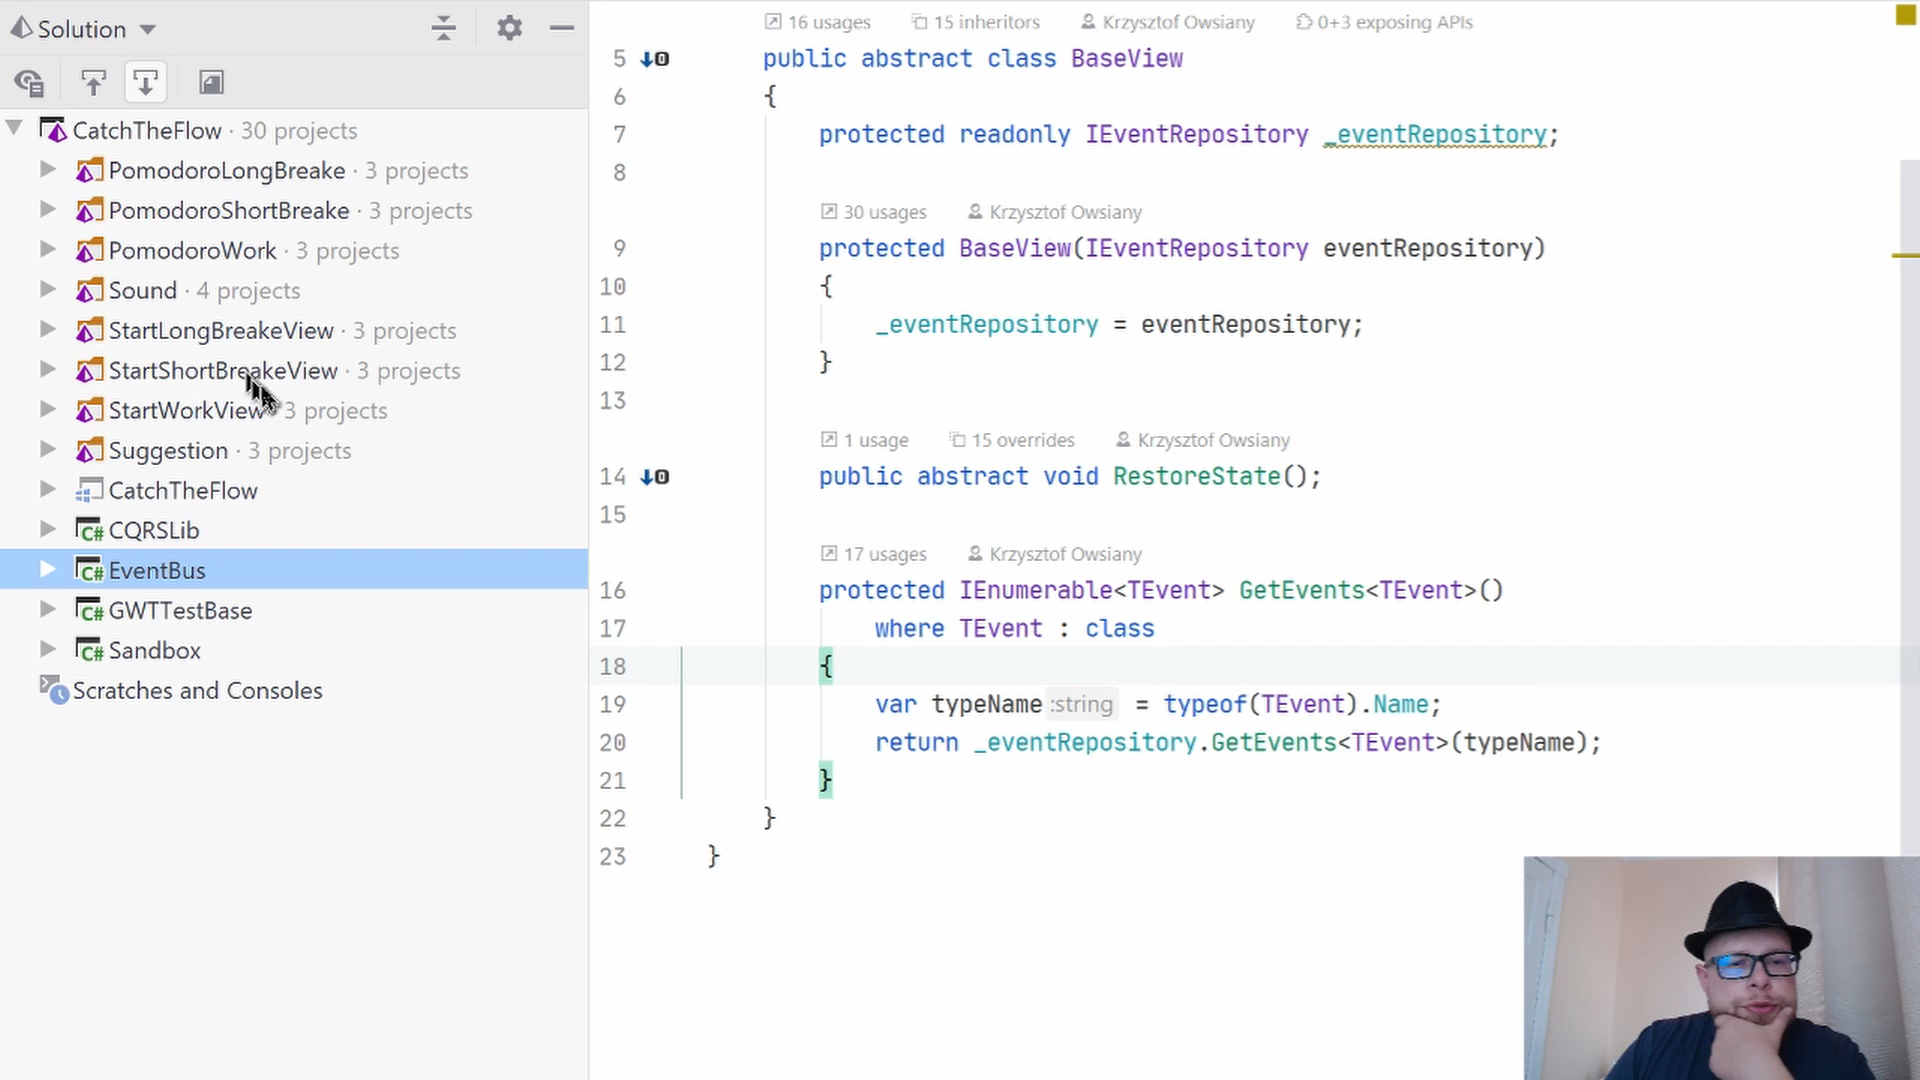 Solution
CatchTheFlow · 30 projects
PomodoroLongBreake · 3 projects
PomodoroShortBreake · 3 projects
PomodoroWork · 3 projects
Sound · 4 projects
StartLongBreakeView · 3 projects
StartShortBreakeView · 3 projects
StartWorkView · 3 projects
Suggestion · 3 projects
CatchTheFlow
C# CQRSLib
C# EventBus
C# GWTTestBase
C# Sandbox
Scratches and Consoles
16 usages 15 inheritors Krzysztof Owsiany 0+3 exposing APIs
5 public abstract class BaseView
6 {
7 protected readonly IEventRepository _eventRepository;
8
30 usages Krzysztof Owsiany
9 protected BaseView(IEventRepository eventRepository)
10 {
11 _eventRepository = eventRepository;
12 }
13
1 usage 15 overrides Krzysztof Owsiany
14 public abstract void RestoreState();
15
17 usages Krzysztof Owsiany
16 protected IEnumerable<TEvent> GetEvents<TEvent>()
17 where TEvent : class
18 {
19 var typeName :string = typeof(TEvent).Name;
20 return _eventRepository.GetEvents<TEvent>(typeName);
21 }
22 }
23 }